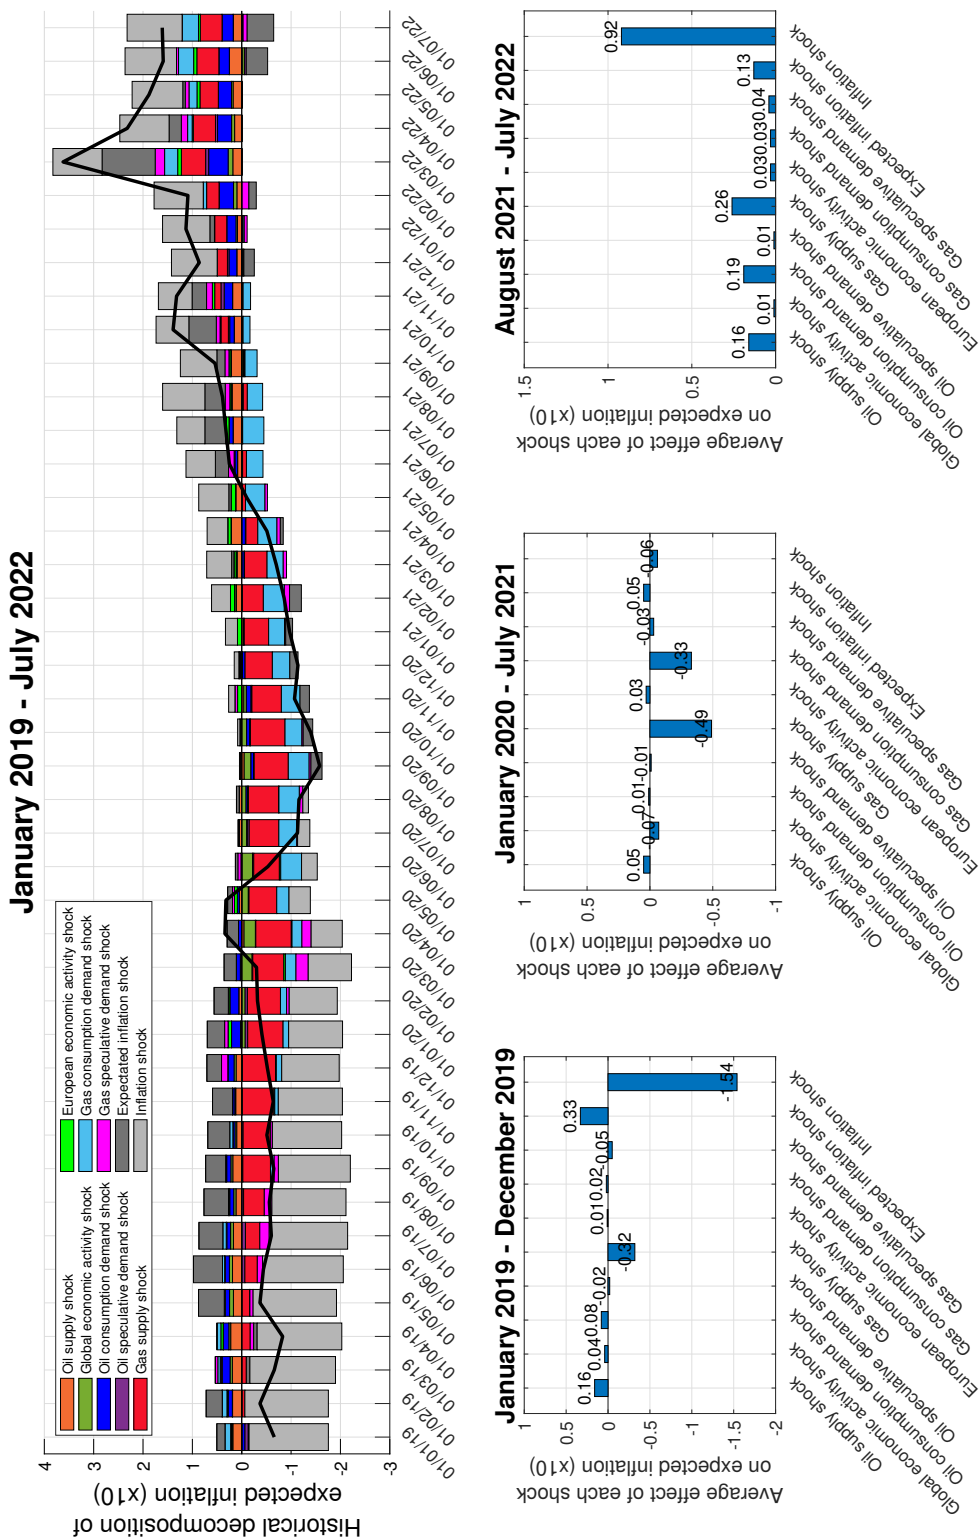 January 2019 - July 2022
Historical decomposition of
expected inflation (x10)
4
3
2
1
0
-1
-2
-3
Oil supply shock
Global economic activity shock
Oil consumption demand shock
Oil speculative demand shock
Gas supply shock
European economic activity shock
Gas consumption demand shock
Gas speculative demand shock
Expectated inflation shock
Inflation shock
01/01/19
01/02/19
01/03/19
01/04/19
01/05/19
01/06/19
01/07/19
01/08/19
01/09/19
01/10/19
01/11/19
01/12/19
01/01/20
01/02/20
01/03/20
01/04/20
01/05/20
01/06/20
01/07/20
01/08/20
01/09/20
01/10/20
01/11/20
01/12/20
01/01/21
01/02/21
01/03/21
01/04/21
01/05/21
01/06/21
01/07/21
01/08/21
01/09/21
01/10/21
01/11/21
01/12/21
01/01/22
01/02/22
01/03/22
01/04/22
01/05/22
01/06/22
01/07/22
January 2019 - December 2019
Average effect of each shock
on expected inflation (x10)
1
0.5
0
-0.5
-1
-1.5
-2
0.16
0.04
0.08
-0.02
-0.32
0.01
0.02
-0.05
0.33
-1.54
Oil supply shock
Global economic activity shock
Oil consumption demand shock
Oil speculative demand shock
Gas supply shock
European economic activity shock
Gas consumption demand shock
Gas speculative demand shock
Expected inflation shock
Inflation shock
January 2020 - July 2021
Average effect of each shock
on expected inflation (x10)
1
0.5
0
-0.5
-1
0.05
-0.07
0.01
-0.01
-0.49
0.03
-0.33
-0.03
0.05
-0.06
Oil supply shock
Global economic activity shock
Oil consumption demand shock
Oil speculative demand shock
Gas supply shock
European economic activity shock
Gas consumption demand shock
Gas speculative demand shock
Expected inflation shock
Inflation shock
August 2021 - July 2022
Average effect of each shock
on expected inflation (x10)
1.5
1
0.5
0
0.16
0.01
0.19
0.01
0.26
0.03
0.03
0.04
0.13
0.92
Oil supply shock
Global economic activity shock
Oil consumption demand shock
Oil speculative demand shock
Gas supply shock
European economic activity shock
Gas consumption demand shock
Gas speculative demand shock
Expected inflation shock
Inflation shock